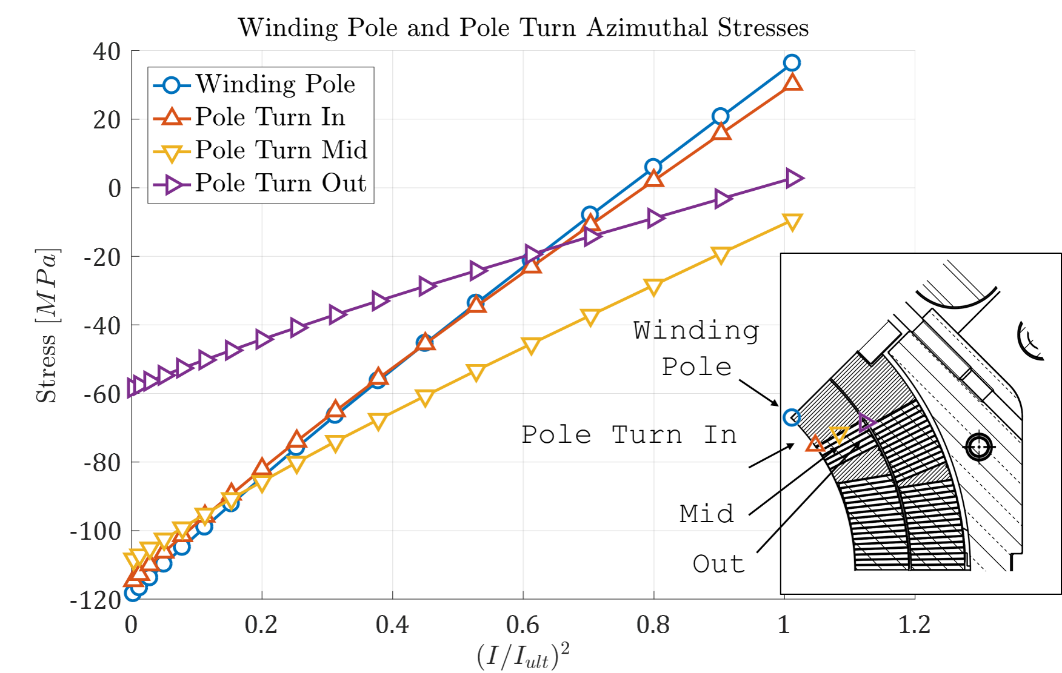 Winding Pole and Pole Turn Azimuthal Stresses
40
20
0
-20
-40
-60
-80
-100
-120
Stress [MPa]
Winding Pole
Pole Turn In
Pole Turn Mid
Pole Turn Out
Winding
Pole
Pole Turn In
Mid
Out
0
0.2
0.4
0.6
0.8
1
1.2
(I/I_ult)²